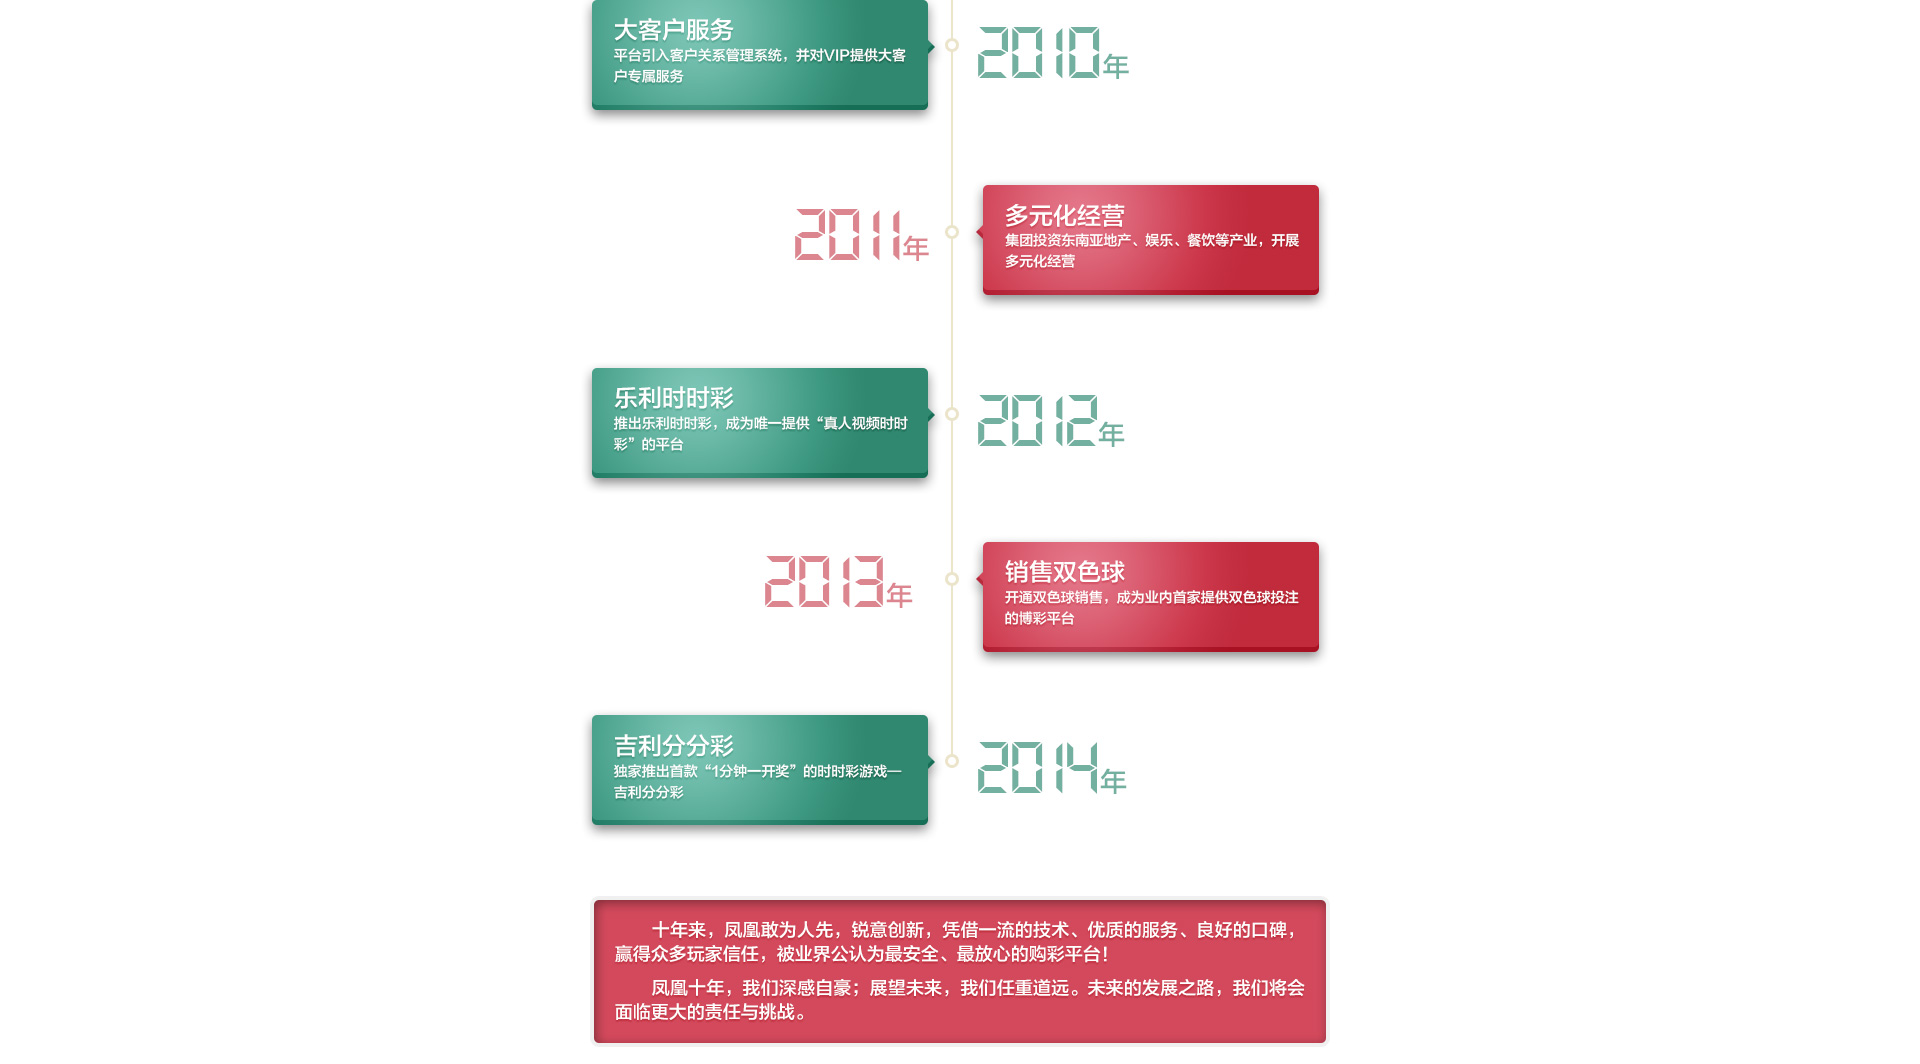 大客户服务
平台引入客户关系管理系统，并对VIP提供大客
户专属服务
2010年
2011年
多元化经营
集团投资东南亚地产、娱乐、餐饮等产业，开展
多元化经营
乐利时时彩
推出乐利时时彩，成为唯一提供“真人视频时时
彩”的平台
2012年
2013年
销售双色球
开通双色球销售，成为业内首家提供双色球投注
的博彩平台
吉利分分彩
独家推出首款“1分钟一开奖”的时时彩游戏—
吉利分分彩
2014年
十年来，凤凰敢为人先，锐意创新，凭借一流的技术、优质的服务、良好的口碑，
赢得众多玩家信任，被业界公认为最安全、最放心的购彩平台！
凤凰十年，我们深感自豪；展望未来，我们任重道远。未来的发展之路，我们将会
面临更大的责任与挑战。